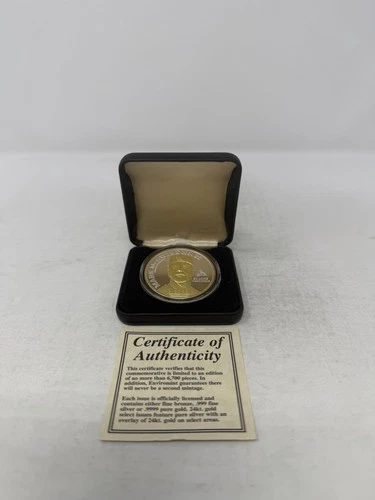 MARK
Certificate of
Authenticity
This certificate verifies that this
commemorative is limited to an edition
of no more than 6,700 pieces. In
addition, Enviromint guarantees there
will never be a second mintage.
Each issue is officially licensed and
contains either fine bronze, .999 fine
silver or .9999 pure gold. 24kt. gold
select issues feature pure silver with an
overlay of 24kt. gold on select areas.